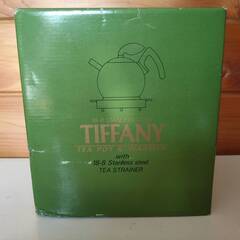 TIFFANY
TEA POT & WARMER
with
18-8 Stainless steel
TEA STRAINER